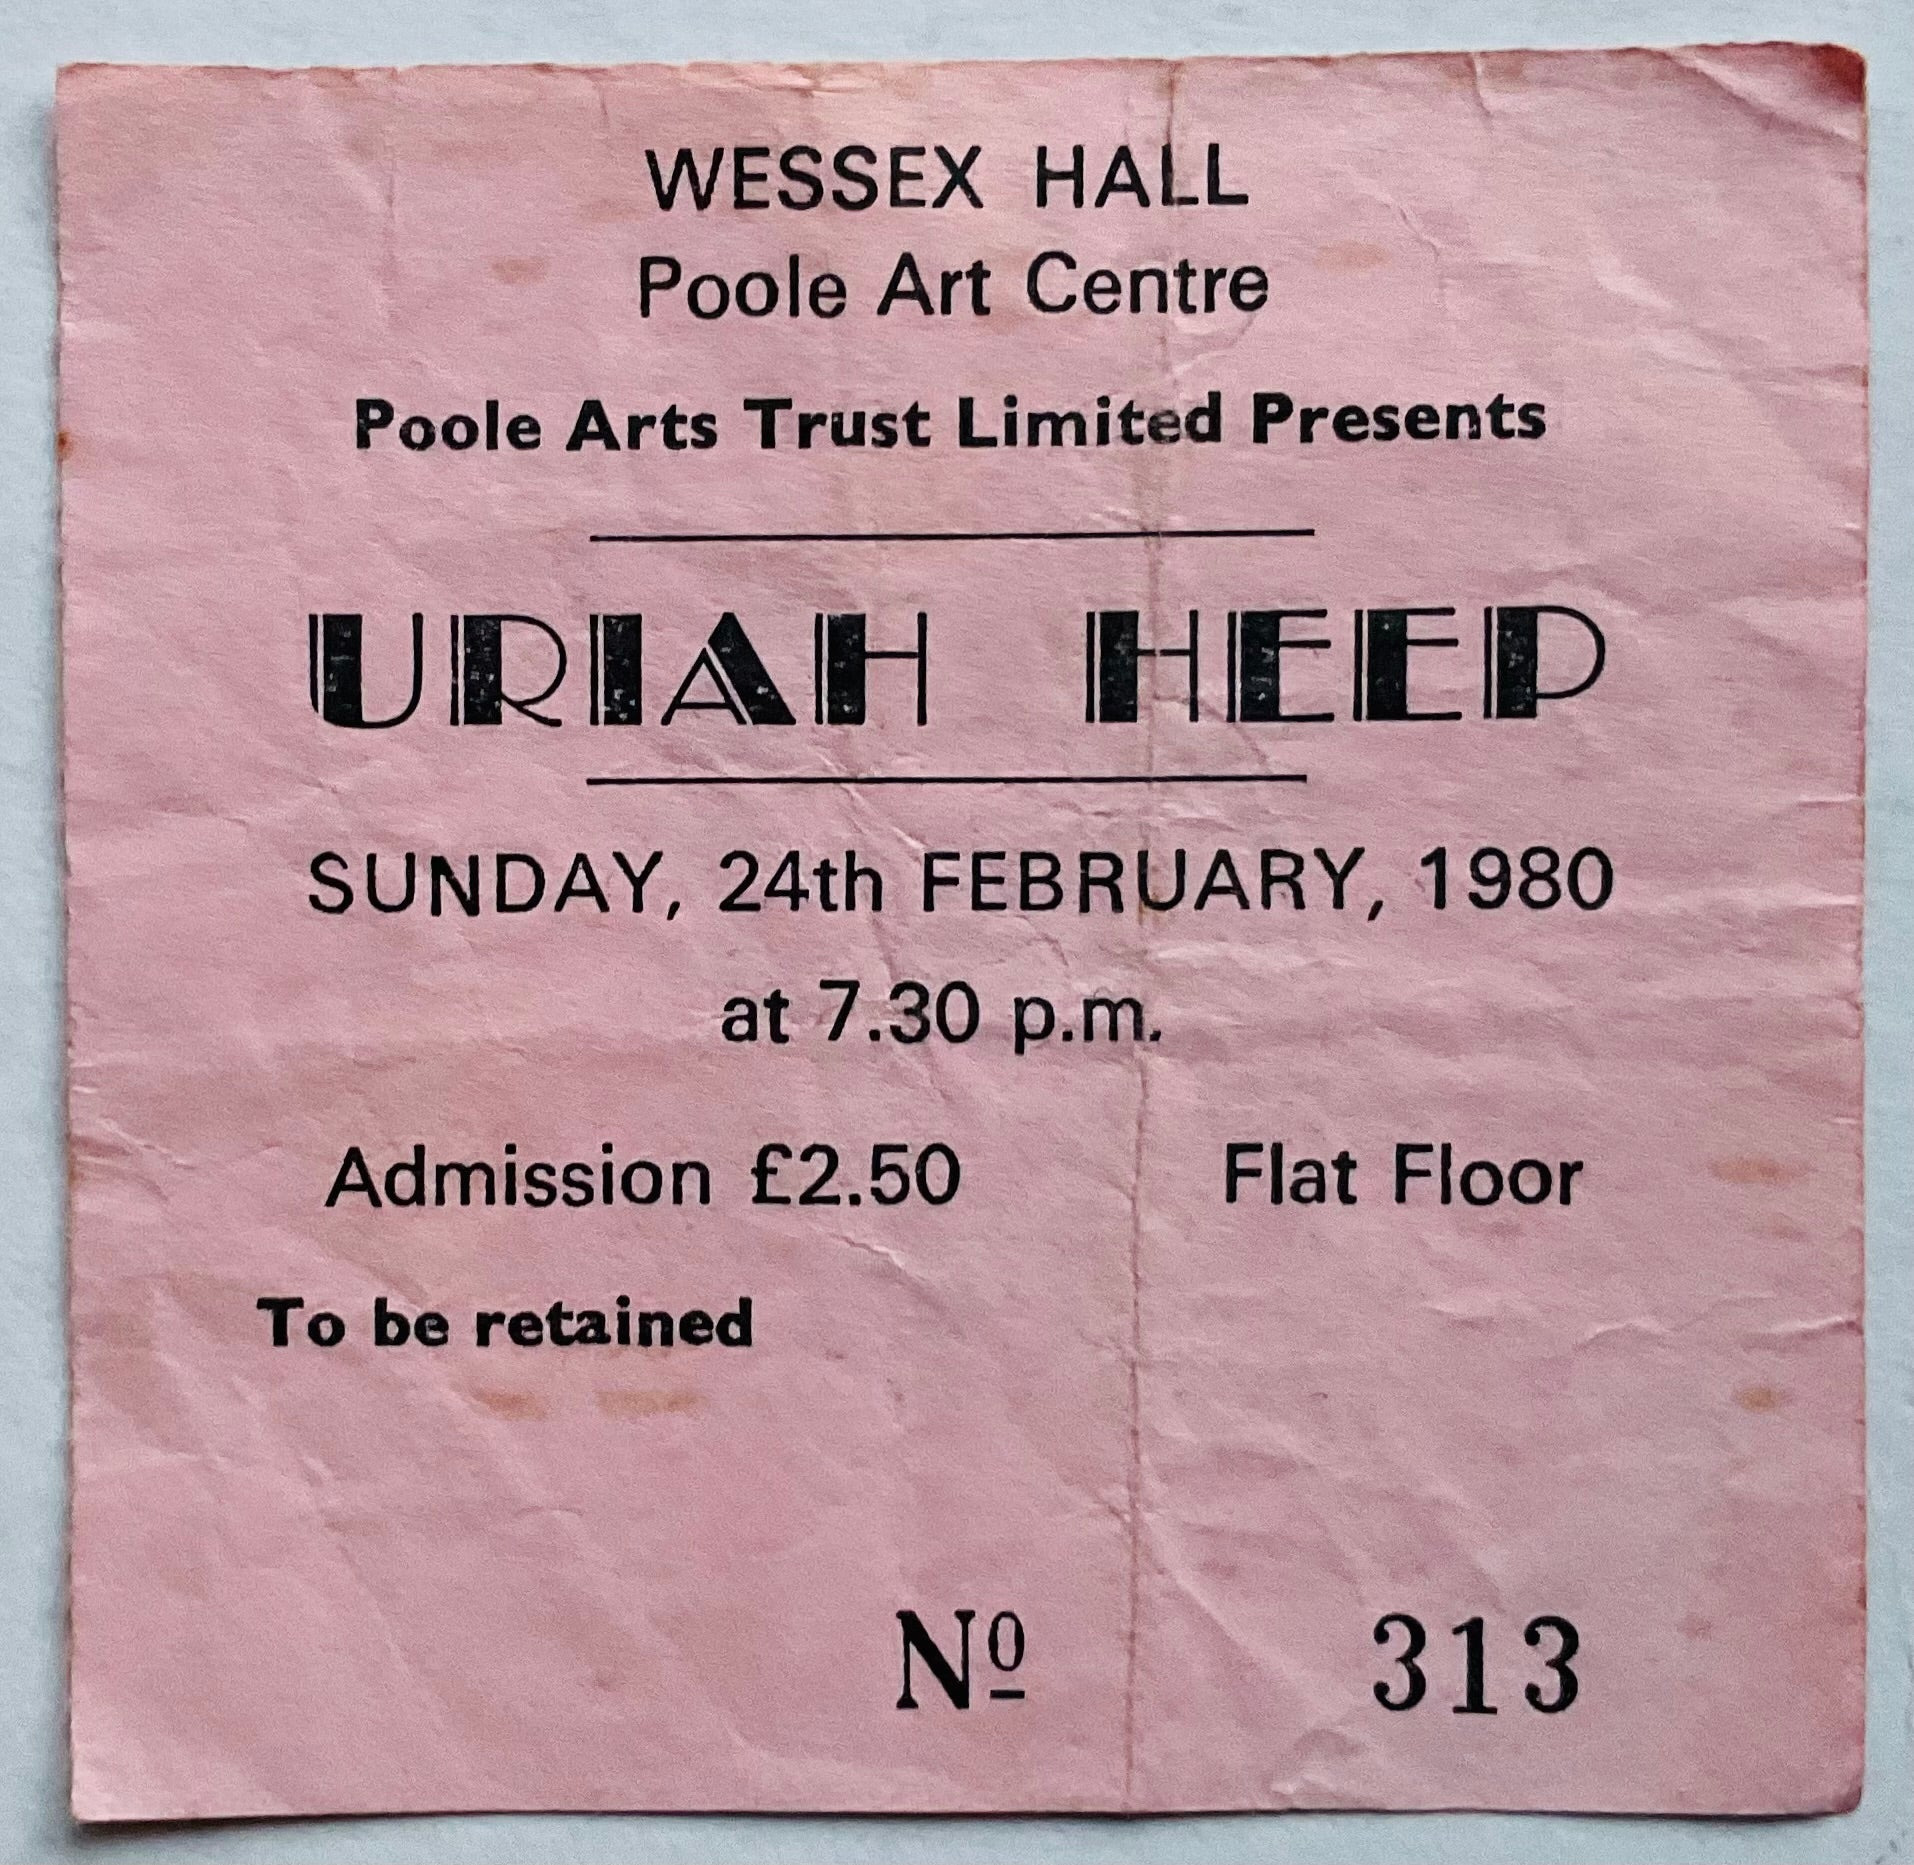 WESSEX HALL
Poole Art Centre
Poole Arts Trust Limited Presents
URIAH HEEP
SUNDAY, 24th FEBRUARY, 1980
at 7.30 p.m.
Admission £2.50 Flat Floor
To be retained
Nº 313